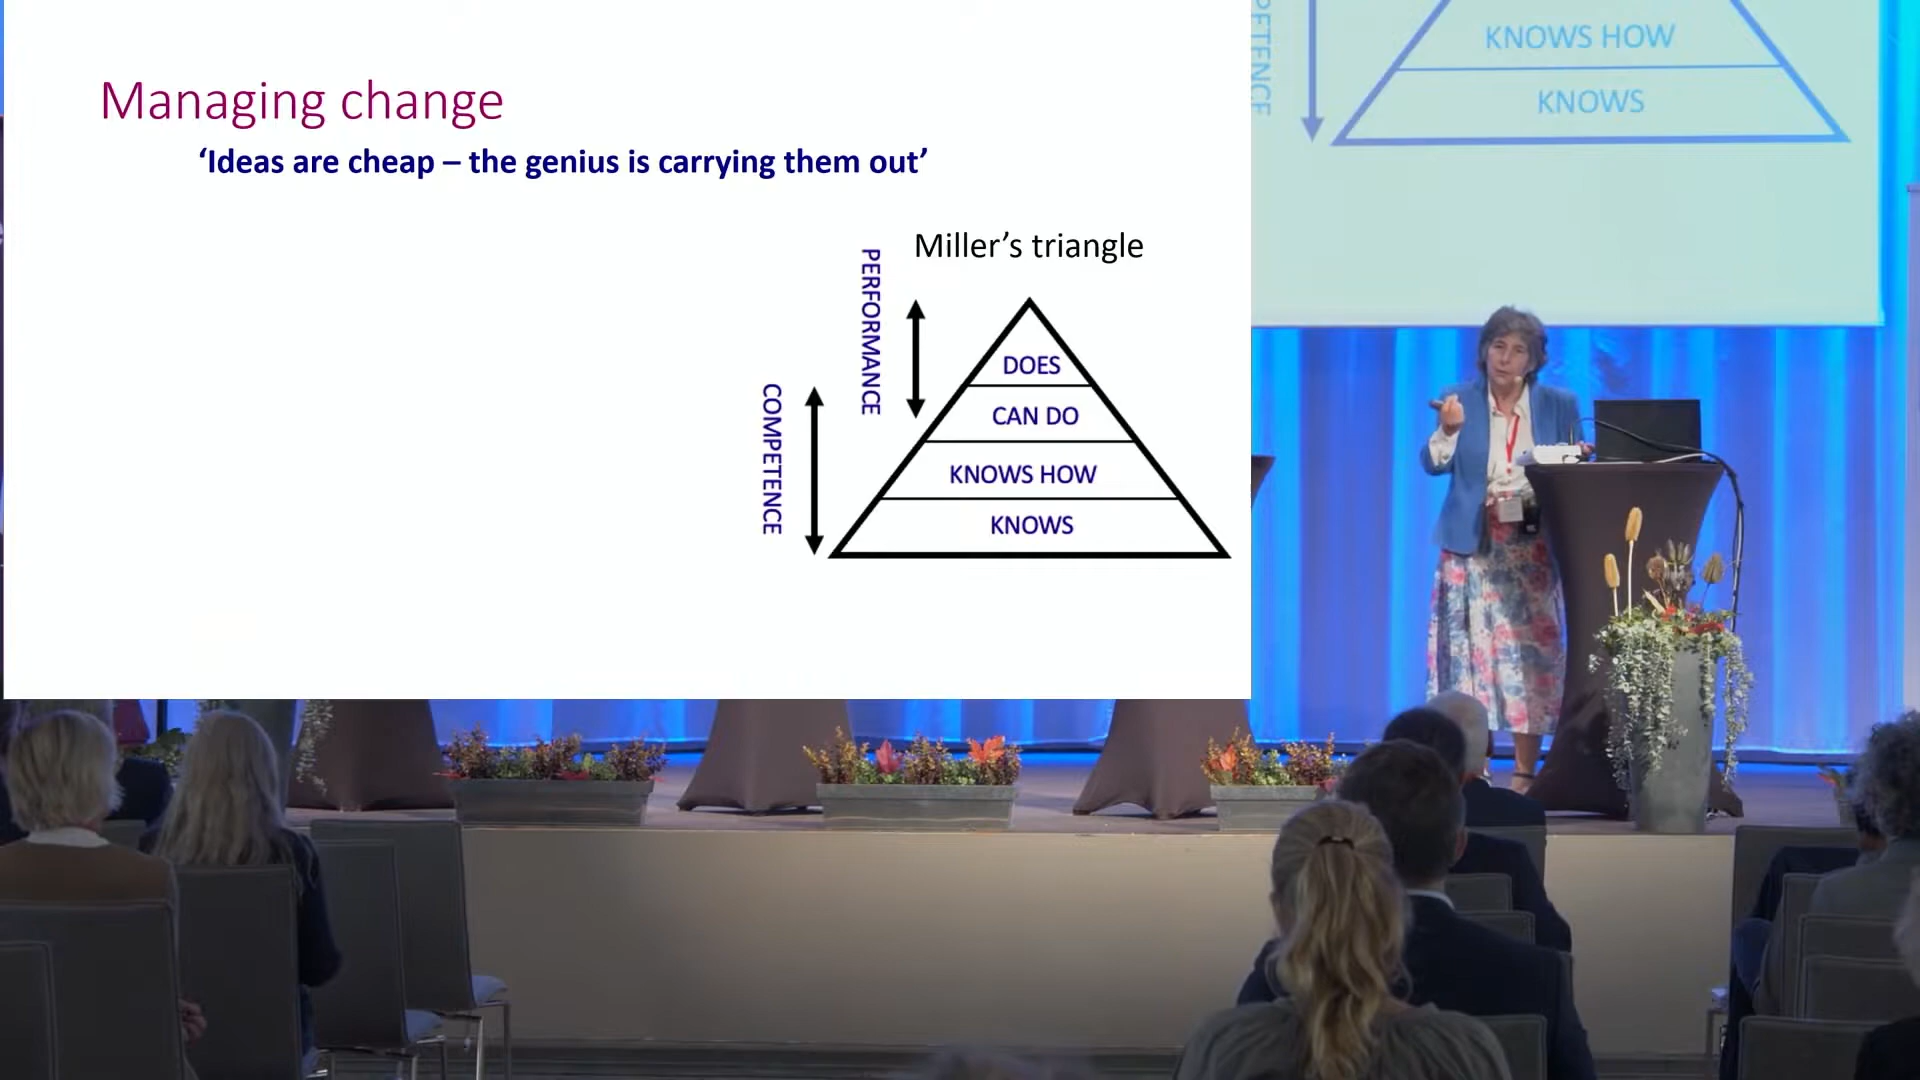 Managing change
‘Ideas are cheap – the genius is carrying them out’
Miller’s triangle
PERFORMANCE
COMPETENCE
DOES
CAN DO
KNOWS HOW
KNOWS
KNOWS HOW
KNOWS